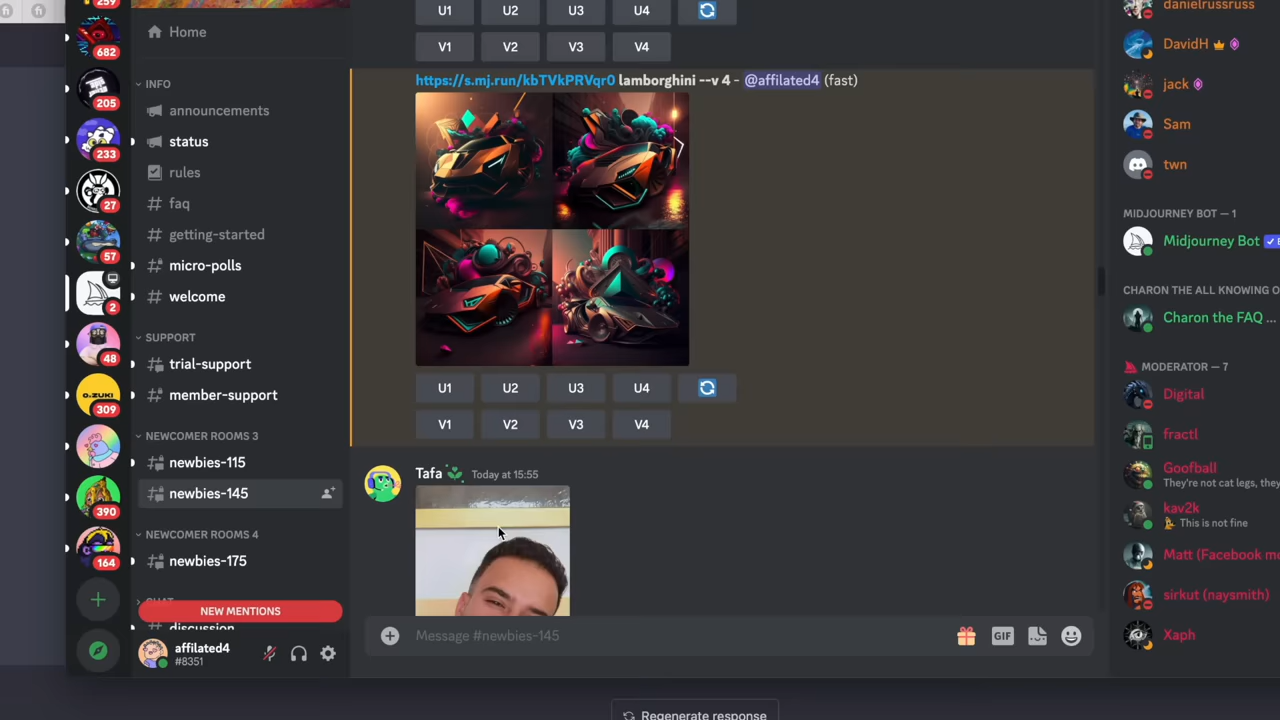 259
682
205
233
27
57
2
48
309
O.ZUKI
390
164
Home
INFO
announcements
status
rules
faq
getting-started
micro-polls
welcome
SUPPORT
trial-support
member-support
NEWCOMER ROOMS 3
newbies-115
newbies-145
NEWCOMER ROOMS 4
newbies-175
CHAT
NEW MENTIONS
discussion
affilated4
#8351
U1 U2 U3 U4
V1 V2 V3 V4
https://s.mj.run/kbTVkPRVqr0 lamborghini --v 4 - @affilated4 (fast)
U1 U2 U3 U4
V1 V2 V3 V4
Tafa Today at 15:55
Message #newbies-145
GIF
danielrussruss
DavidH
jack
Sam
twn
MIDJOURNEY BOT — 1
Midjourney Bot
CHARON THE ALL KNOWING O
Charon the FAQ ...
MODERATOR — 7
Digital
fractl
Goofball
They're not cat legs, they
kav2k
This is not fine
Matt (Facebook mo
sirkut (naysmith)
Xaph
Regenerate response